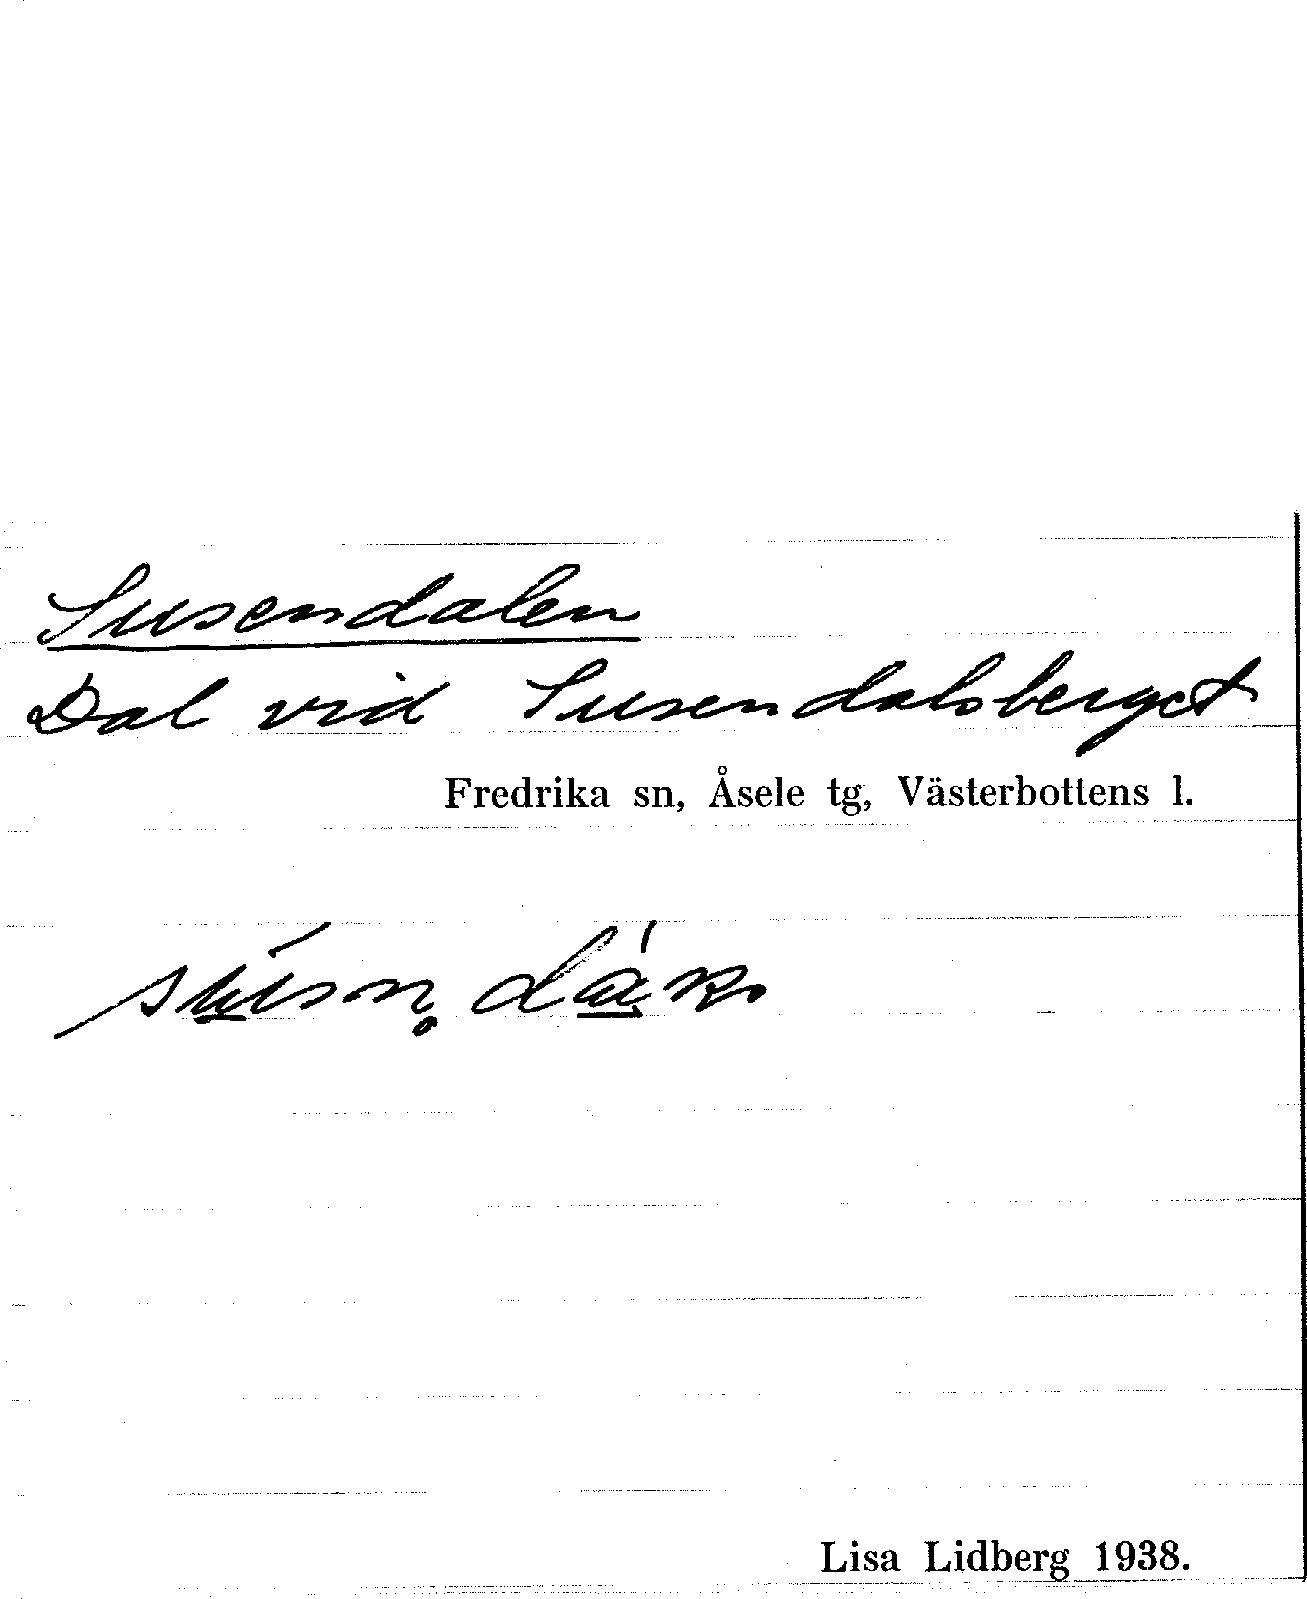 Susendalen
Dal vid Susendalsberget
Fredrika sn, Åsele tg, Västerbottens l.
Lisa Lidberg 1938.